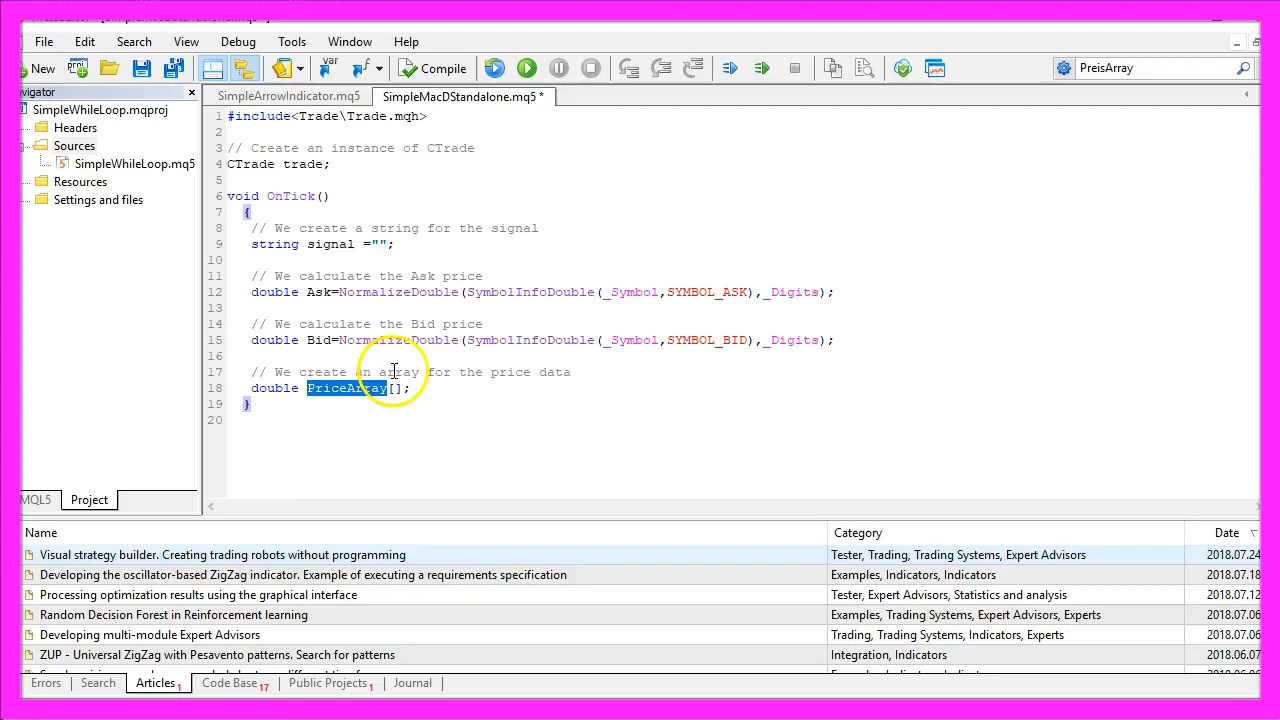 File Edit Search View Debug Tools Window Help
New var Compile PreisArray
SimpleArrowIndicator.mq5 SimpleMacDStandalone.mq5 *
SimpleWhileLoop.mqproj
Headers
Sources
SimpleWhileLoop.mq5
Resources
Settings and files
MQL5 Project
1 #include<Trade\Trade.mqh>
2
3 // Create an instance of CTrade
4 CTrade trade;
5
6 void OnTick()
7 {
8 // We create a string for the signal
9 string signal ="";
10
11 // We calculate the Ask price
12 double Ask=NormalizeDouble(SymbolInfoDouble(_Symbol,SYMBOL_ASK),_Digits);
13
14 // We calculate the Bid price
15 double Bid=NormalizeDouble(SymbolInfoDouble(_Symbol,SYMBOL_BID),_Digits);
16
17 // We create an array for the price data
18 double PriceArray[];
19 }
20
Name Category Date
Visual strategy builder. Creating trading robots without programming Tester, Trading, Trading Systems, Expert Advisors 2018.07.24
Developing the oscillator-based ZigZag indicator. Example of executing a requirements specification Examples, Indicators, Indicators 2018.07.18
Processing optimization results using the graphical interface Tester, Expert Advisors, Statistics and analysis 2018.07.12
Random Decision Forest in Reinforcement learning Examples, Trading Systems, Expert Advisors, Experts 2018.07.06
Developing multi-module Expert Advisors Trading, Trading Systems, Indicators, Experts 2018.07.06
ZUP - Universal ZigZag with Pesavento patterns. Search for patterns Integration, Indicators 2018.06.07
Errors Search Articles 1 Code Base 17 Public Projects 1 Journal